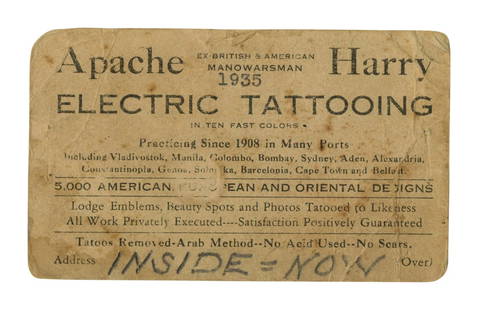 Apache EX-BRITISH & AMERICAN Harry
MANOWARSMAN
1935
ELECTRIC TATTOOING
IN TEN FAST COLORS
Practicing Since 1908 in Many Ports
Including Vladivostok, Manila, Colombo, Bombay, Sydney, Aden, Alexandria,
Constantinopla, Genoa, Barcelonia, Cape Town and Belfast.
5,000 AMERICAN, EUROPEAN AND ORIENTAL DESIGNS
Lodge Emblems, Beauty Spots and Photos Tatooed to Likeness
All Work Privately Executed----Satisfaction Positively Guaranteed
Tatoos Removed-Arab Method--No Acid Used--No Scars.
Address INSIDE = NOW Over)